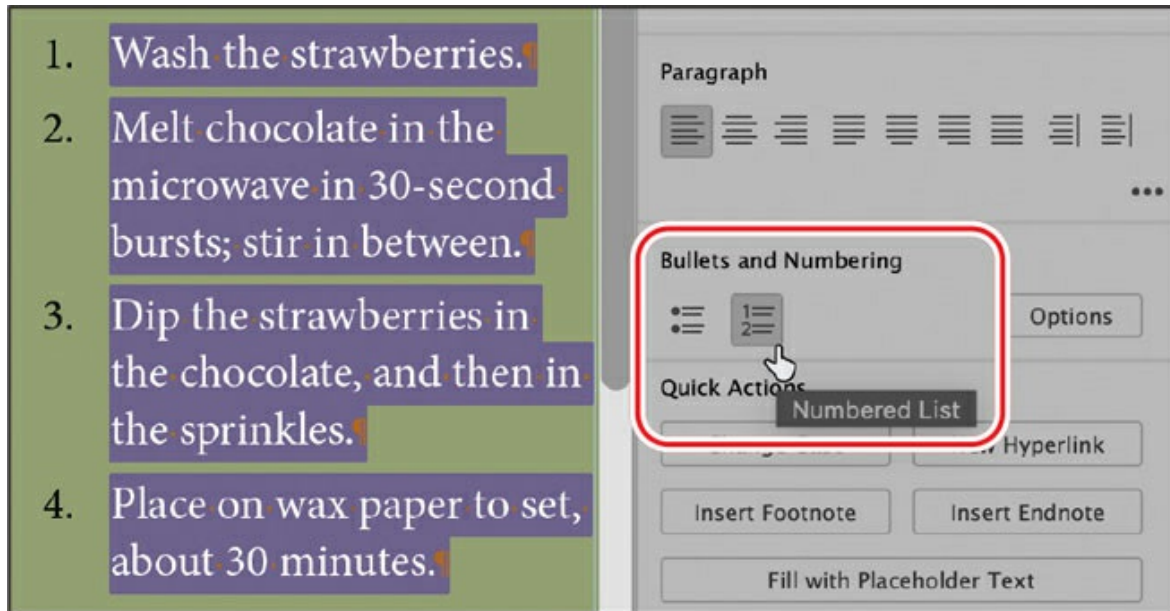 1. Wash the strawberries.¶
2. Melt chocolate in the
microwave in 30-second
bursts; stir in between.¶
3. Dip the strawberries in
the chocolate, and then in
the sprinkles.¶
4. Place on wax paper to set,
about 30 minutes.¶
Paragraph
Bullets and Numbering
Options
Quick Actions
Numbered List
Hyperlink
Insert Footnote
Insert Endnote
Fill with Placeholder Text